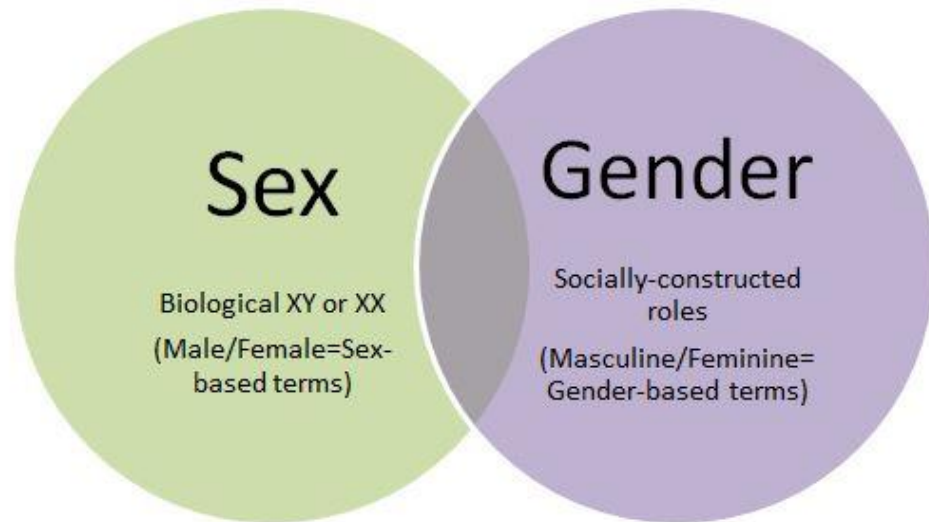 Sex
Biological XY or XX
(Male/Female=Sex-
based terms)
Gender
Socially-constructed
roles
(Masculine/Feminine=
Gender-based terms)